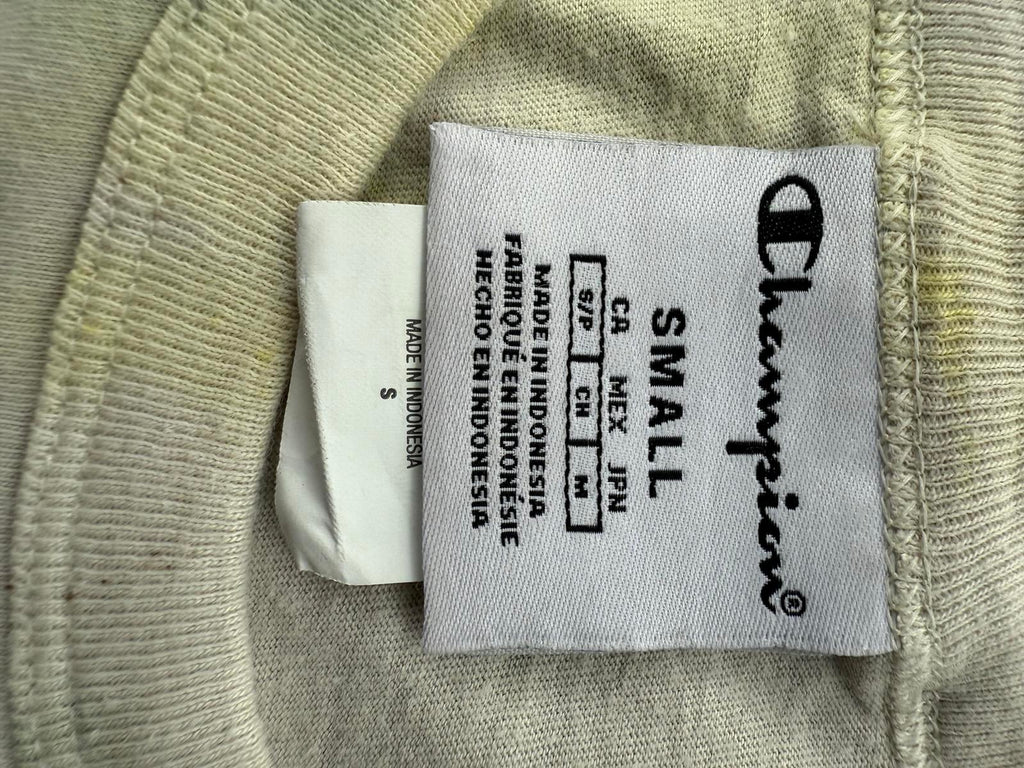 Champion®
SMALL
CA MEX JPN
S/P CH M
MADE IN INDONESIA
FABRIQUÉ EN INDONÉSIE
HECHO EN INDONESIA
MADE IN INDONESIA
S